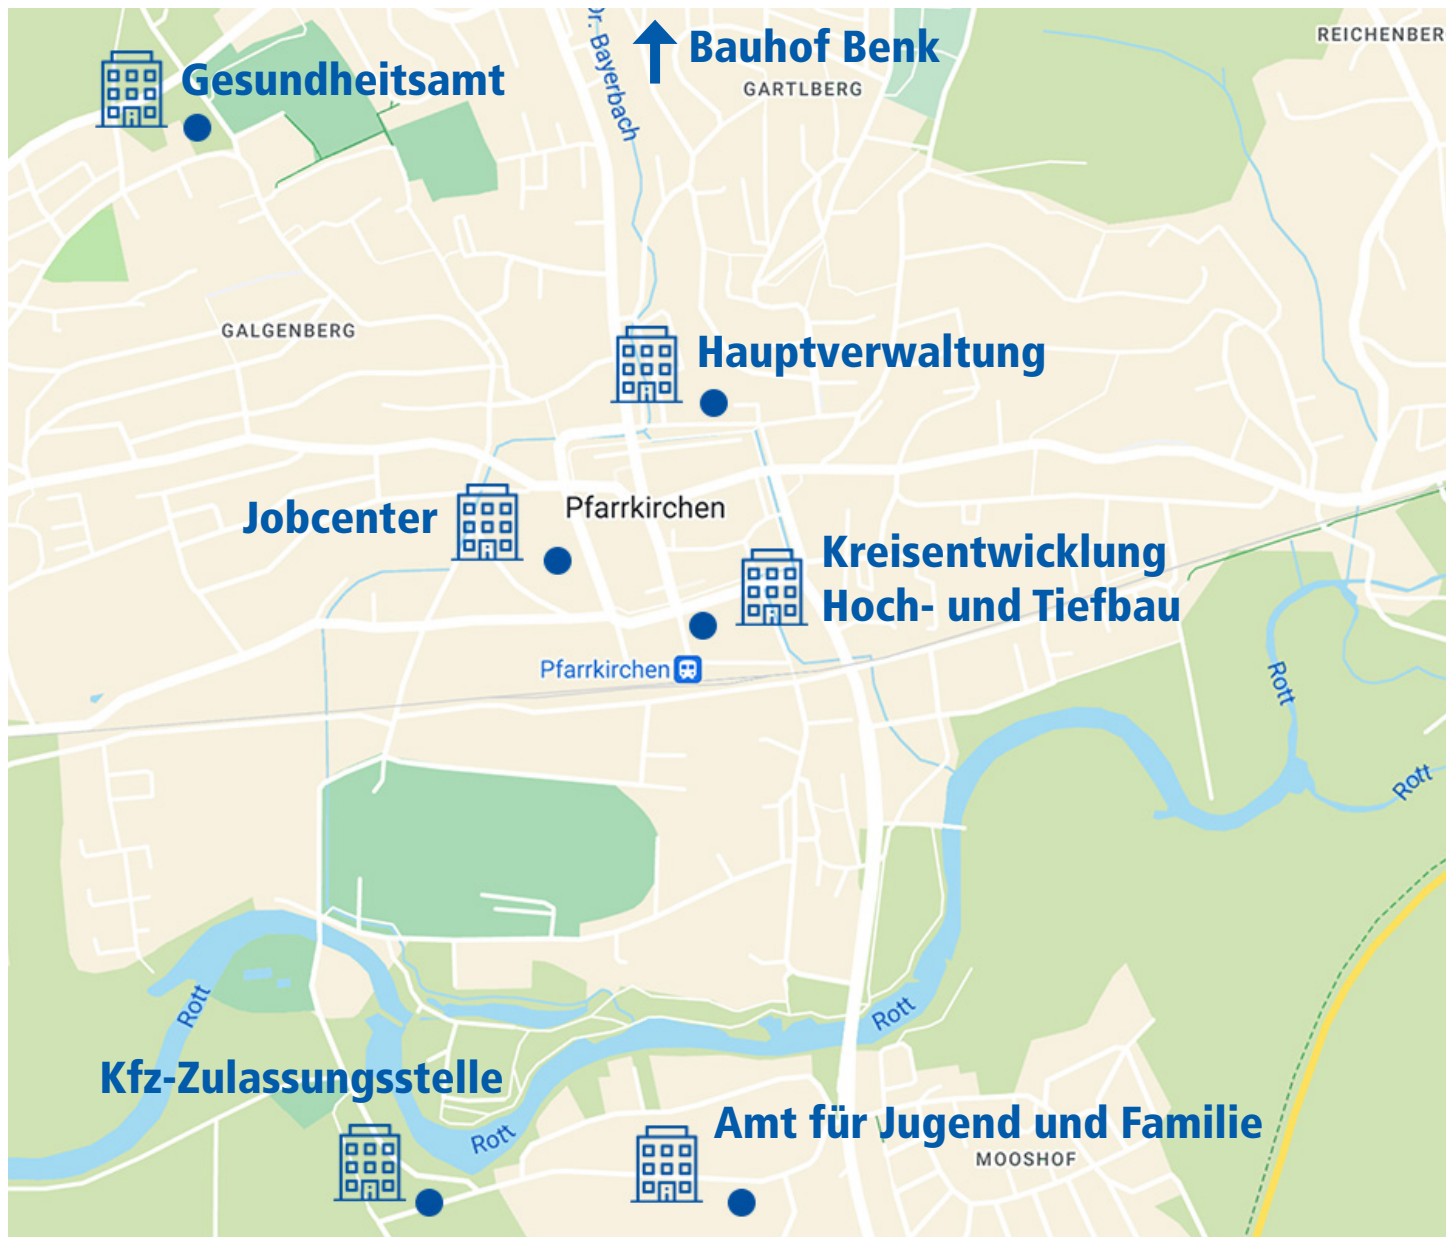 Dr. Bayerbach
Bauhof Benk
REICHENBER
Gesundheitsamt
GARTLBERG
GALGENBERG
Hauptverwaltung
Jobcenter
Pfarrkirchen
Kreisentwicklung
Hoch- und Tiefbau
Pfarrkirchen
Rott
Rott
Rott
Rott
Kfz-Zulassungsstelle
Rott
Amt für Jugend und Familie
MOOSHOF